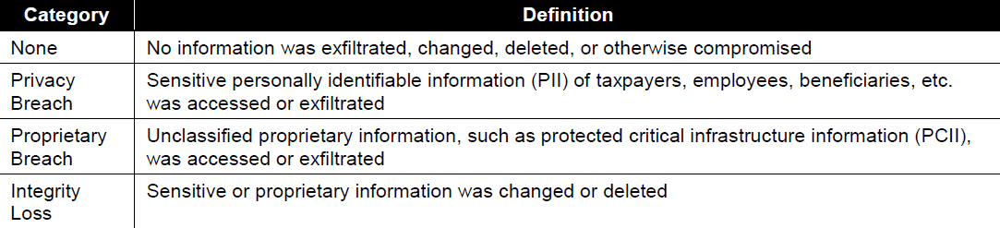 Category Definition
None No information was exfiltrated, changed, deleted, or otherwise compromised
Privacy Sensitive personally identifiable information (PII) of taxpayers, employees, beneficiaries, etc.
Breach was accessed or exfiltrated
Proprietary Unclassified proprietary information, such as protected critical infrastructure information (PCII),
Breach was accessed or exfiltrated
Integrity Sensitive or proprietary information was changed or deleted
Loss